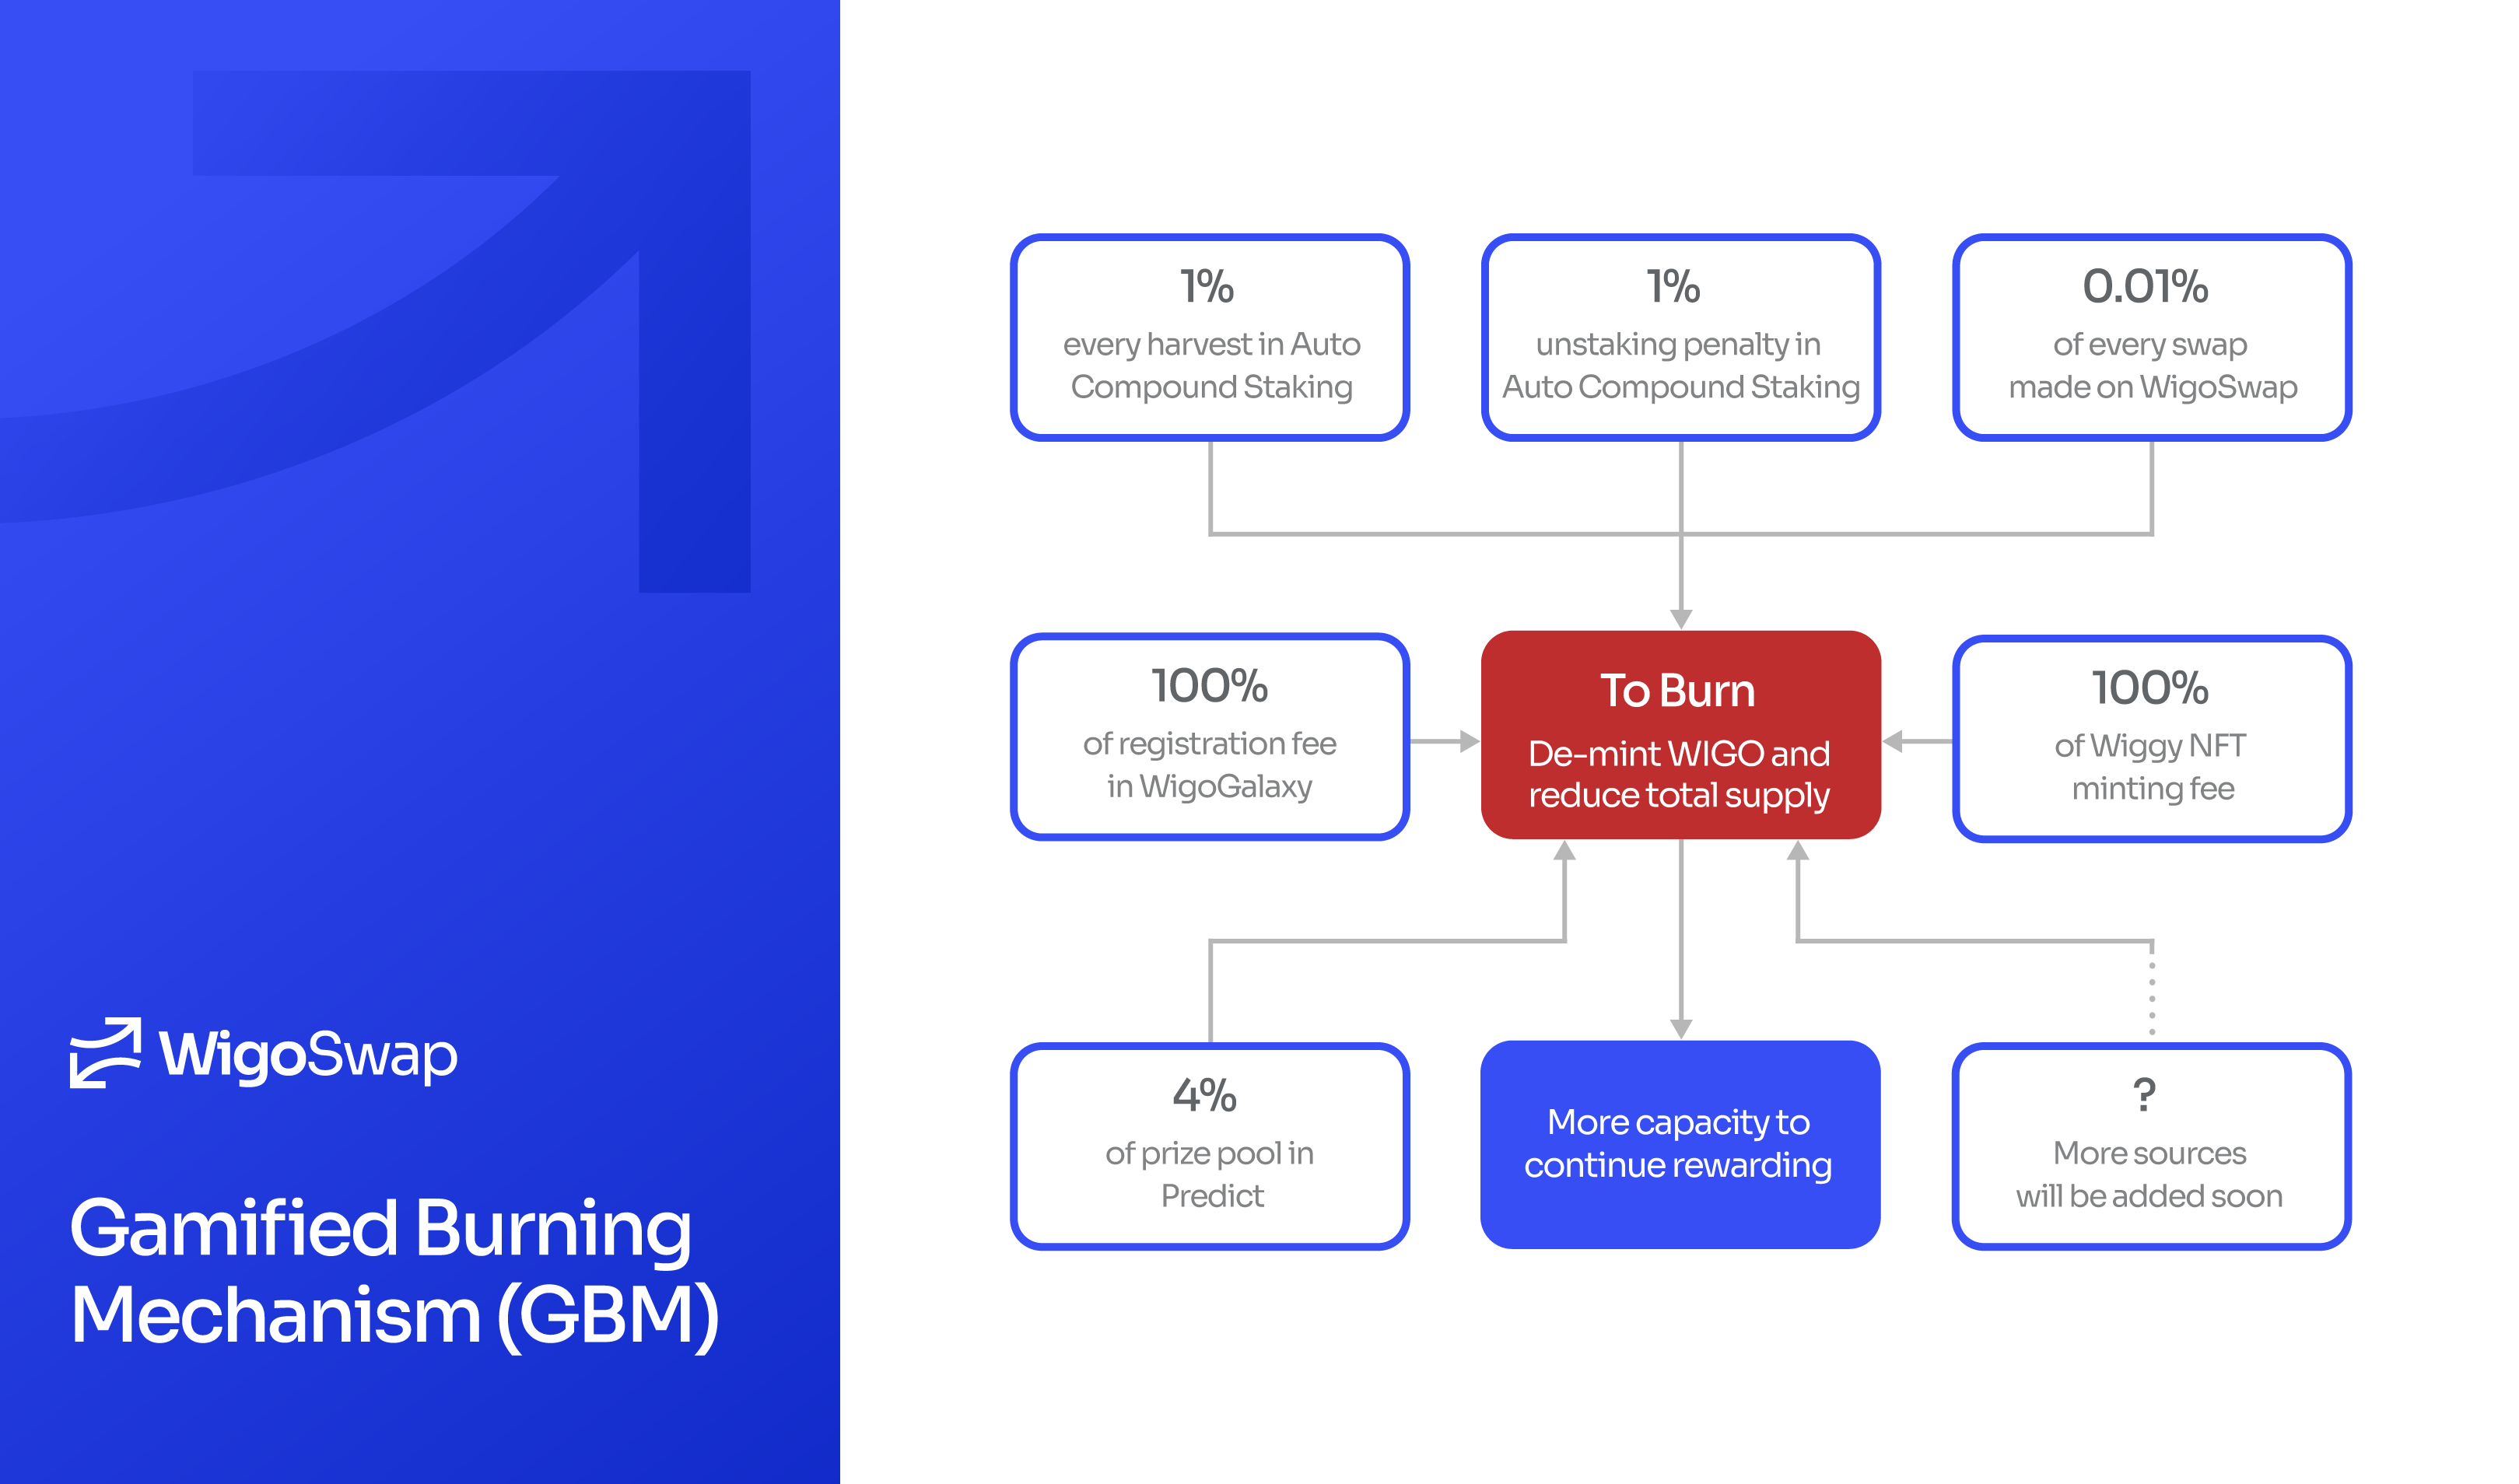 WigoSwap
Gamified Burning
Mechanism (GBM)
1%
every harvest in Auto
Compound Staking
1%
unstaking penalty in
Auto Compound Staking
0.01%
of every swap
made on WigoSwap
100%
of registration fee
in WigoGalaxy
To Burn
De-mint WIGO and
reduce total supply
100%
of Wiggy NFT
minting fee
4%
of prize pool in
Predict
More capacity to
continue rewarding
?
More sources
will be added soon